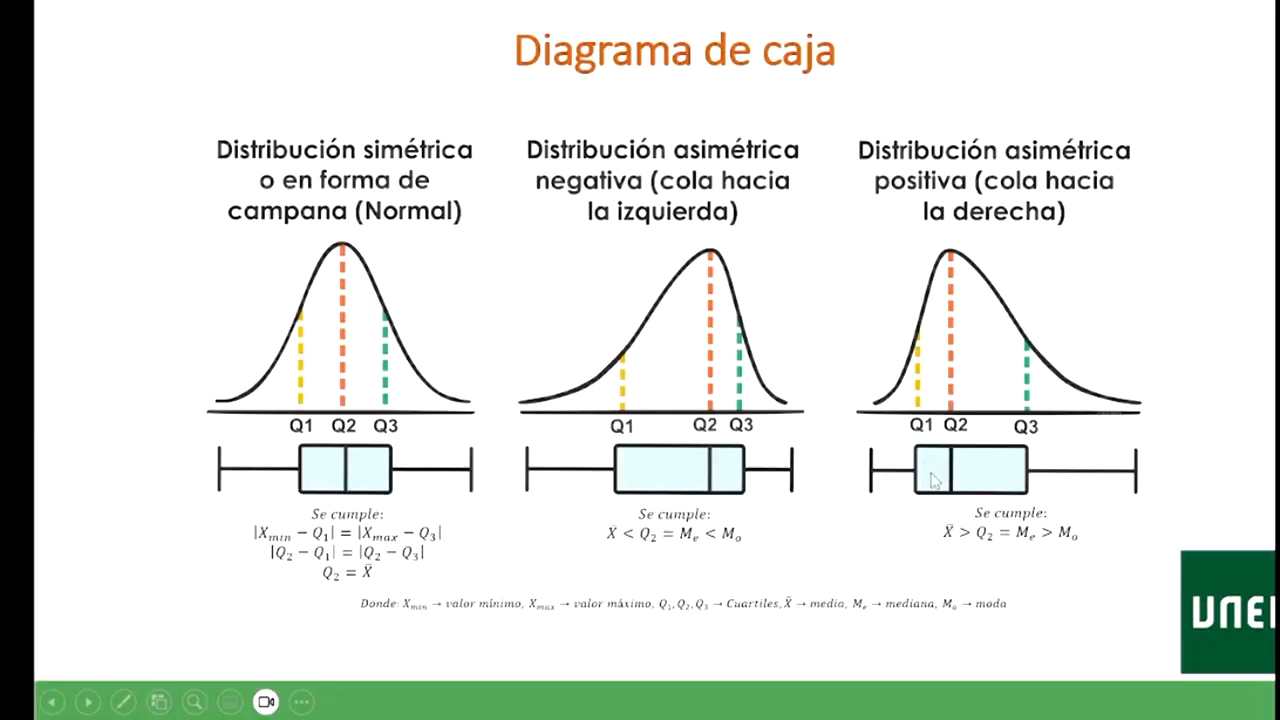 Diagrama de caja
Distribución simétrica
o en forma de
campana (Normal)
Distribución asimétrica
negativa (cola hacia
la izquierda)
Distribución asimétrica
positiva (cola hacia
la derecha)
Q1 Q2 Q3
Q1 Q2 Q3
Q1 Q2 Q3
Se cumple:
|Xₘᵢₙ − Q₁| = |Xₘₐₓ − Q₃|
|Q₂ − Q₁| = |Q₂ − Q₃|
Q₂ = X̄
Se cumple:
X̄ < Q₂ = Mₑ < Mₒ
Se cumple:
X̄ > Q₂ = Mₑ > Mₒ
Donde: Xₘᵢₙ → valor mínimo, Xₘₐₓ → valor máximo, Q₁, Q₂, Q₃ → Cuartiles, X̄ → media, Mₑ → mediana, Mₒ → moda